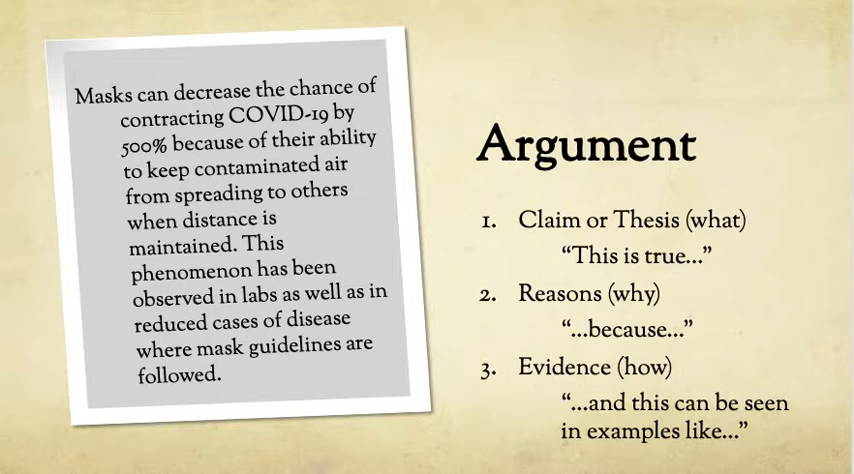 Masks can decrease the chance of
contracting COVID-19 by
500% because of their ability
to keep contaminated air
from spreading to others
when distance is
maintained. This
phenomenon has been
observed in labs as well as in
reduced cases of disease
where mask guidelines are
followed.
Argument
1. Claim or Thesis (what)
“This is true...”
2. Reasons (why)
“...because...”
3. Evidence (how)
“...and this can be seen
in examples like...”